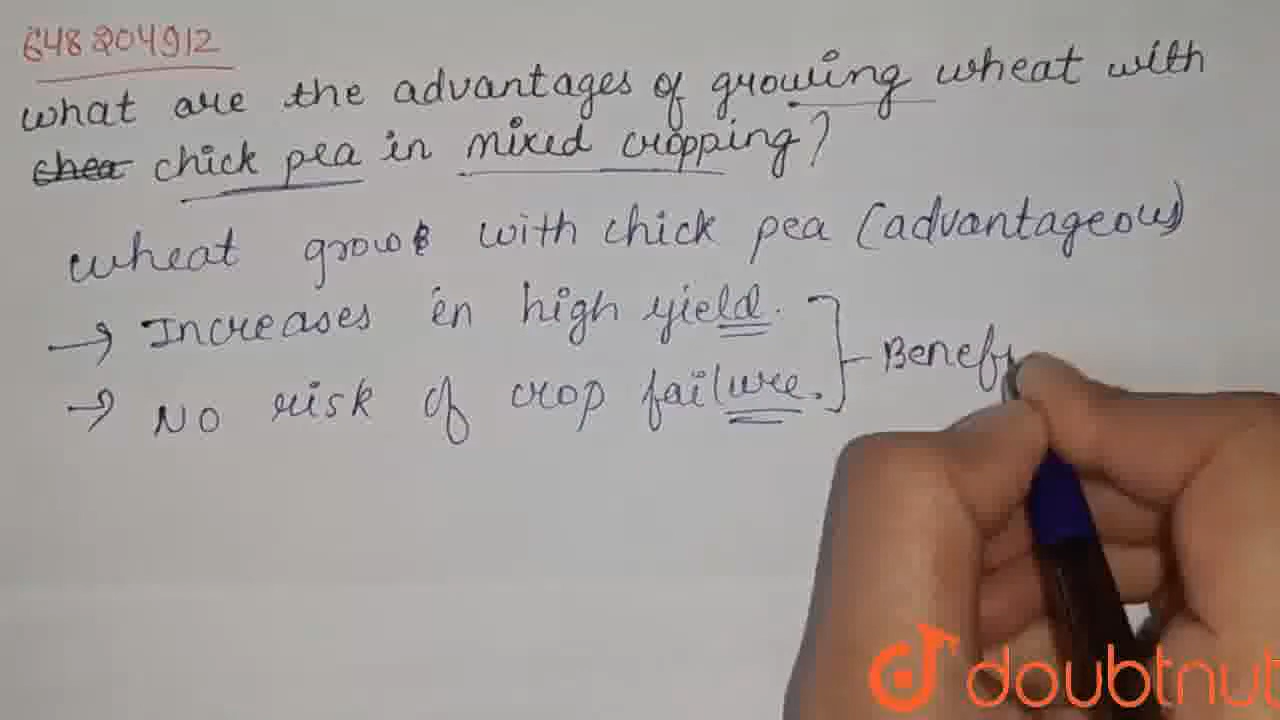 648204912
what are the advantages of growing wheat with
chea chick pea in mixed cropping?
wheat grows with chick pea (advantageous)
→ Increases in high yield.
→ No risk of crop failure.
Benef
doubtnut